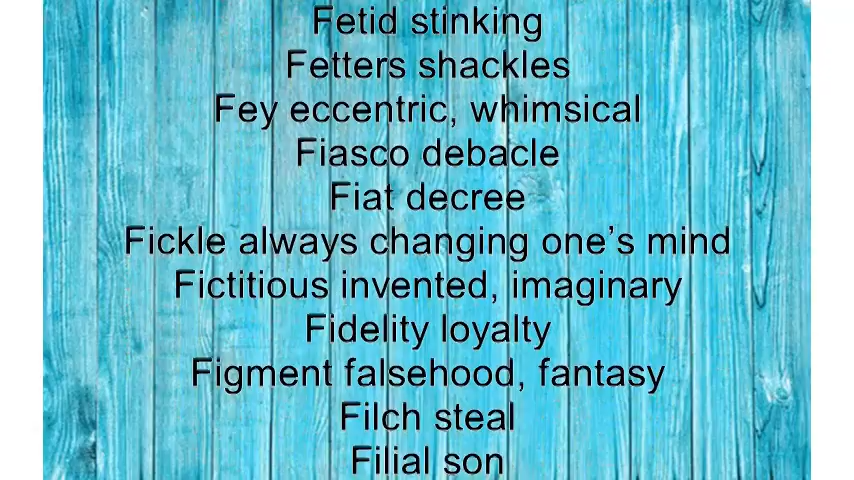 Fetid stinking
Fetters shackles
Fey eccentric, whimsical
Fiasco debacle
Fiat decree
Fickle always changing one’s mind
Fictitious invented, imaginary
Fidelity loyalty
Figment falsehood, fantasy
Filch steal
Filial son